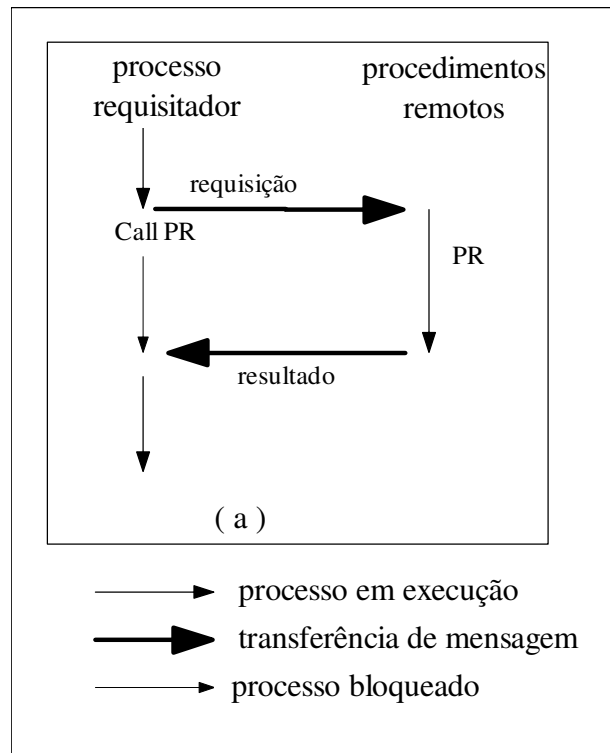 processo
requisitador
procedimentos
remotos
requisição
Call PR
PR
resultado
( a )
processo em execução
transferência de mensagem
processo bloqueado